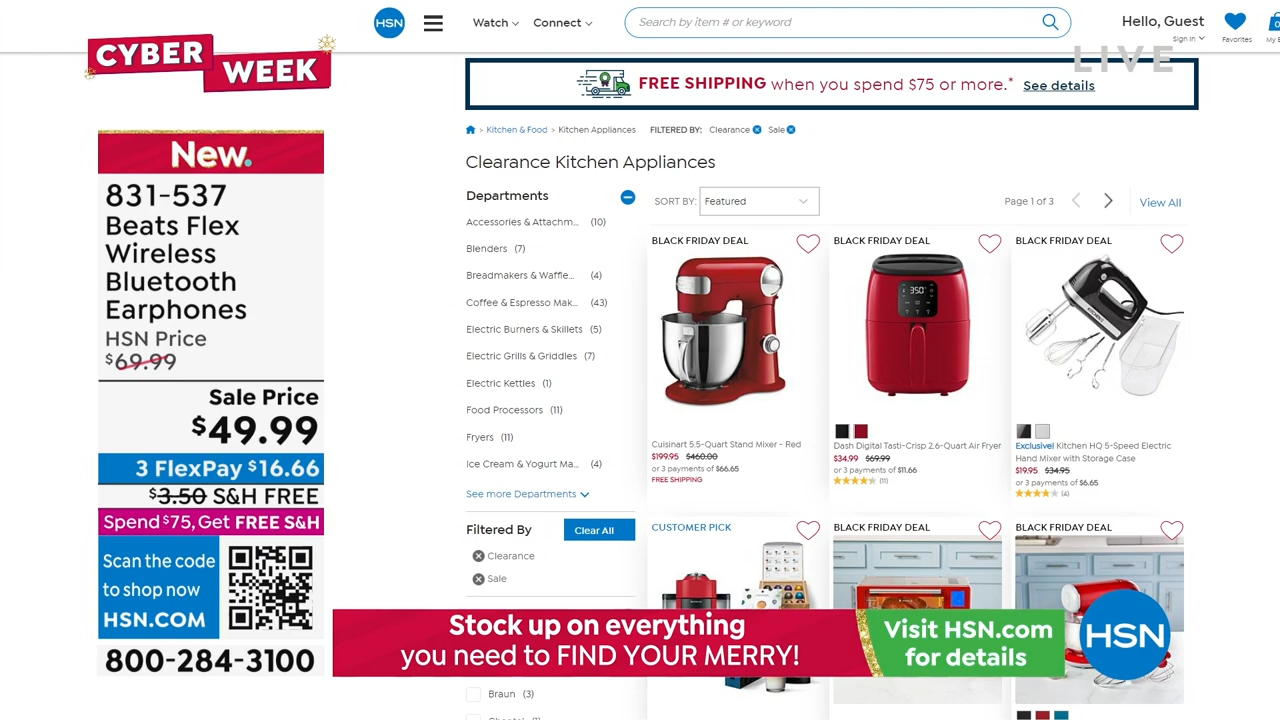 HSN
Watch
Connect
Search by item # or keyword
Hello, Guest
Sign In
Favorites
0
LIVE
CYBER
WEEK
FREE SHIPPING when you spend $75 or more.* See details
> Kitchen & Food > Kitchen Appliances FILTERED BY: Clearance Sale
Clearance Kitchen Appliances
New.
831-537
Beats Flex
Wireless
Bluetooth
Earphones
HSN Price
$69.99
Sale Price
$49.99
3 FlexPay $16.66
$3.50 S&H FREE
Spend $75, Get FREE S&H
Scan the code
to shop now
HSN.COM
800-284-3100
Departments
Accessories & Attachm... (10)
Blenders (7)
Breadmakers & Waffle... (4)
Coffee & Espresso Mak... (43)
Electric Burners & Skillets (5)
Electric Grills & Griddles (7)
Electric Kettles (1)
Food Processors (11)
Fryers (11)
Ice Cream & Yogurt Ma... (4)
See more Departments
Filtered By
Clear All
Clearance
Sale
Braun (3)
SORT BY: Featured
Page 1 of 3
View All
BLACK FRIDAY DEAL
Cuisinart 5.5-Quart Stand Mixer - Red
$199.95 $460.00
or 3 payments of $66.65
FREE SHIPPING
BLACK FRIDAY DEAL
350°
Dash Digital Tasti-Crisp 2.6-Quart Air Fryer
$34.99 $69.99
or 3 payments of $11.66
(11)
BLACK FRIDAY DEAL
Exclusive! Kitchen HQ 5-Speed Electric
Hand Mixer with Storage Case
$19.95 $34.95
or 3 payments of $6.65
(4)
CUSTOMER PICK
BLACK FRIDAY DEAL
BLACK FRIDAY DEAL
Stock up on everything
you need to FIND YOUR MERRY!
Visit HSN.com
for details
HSN